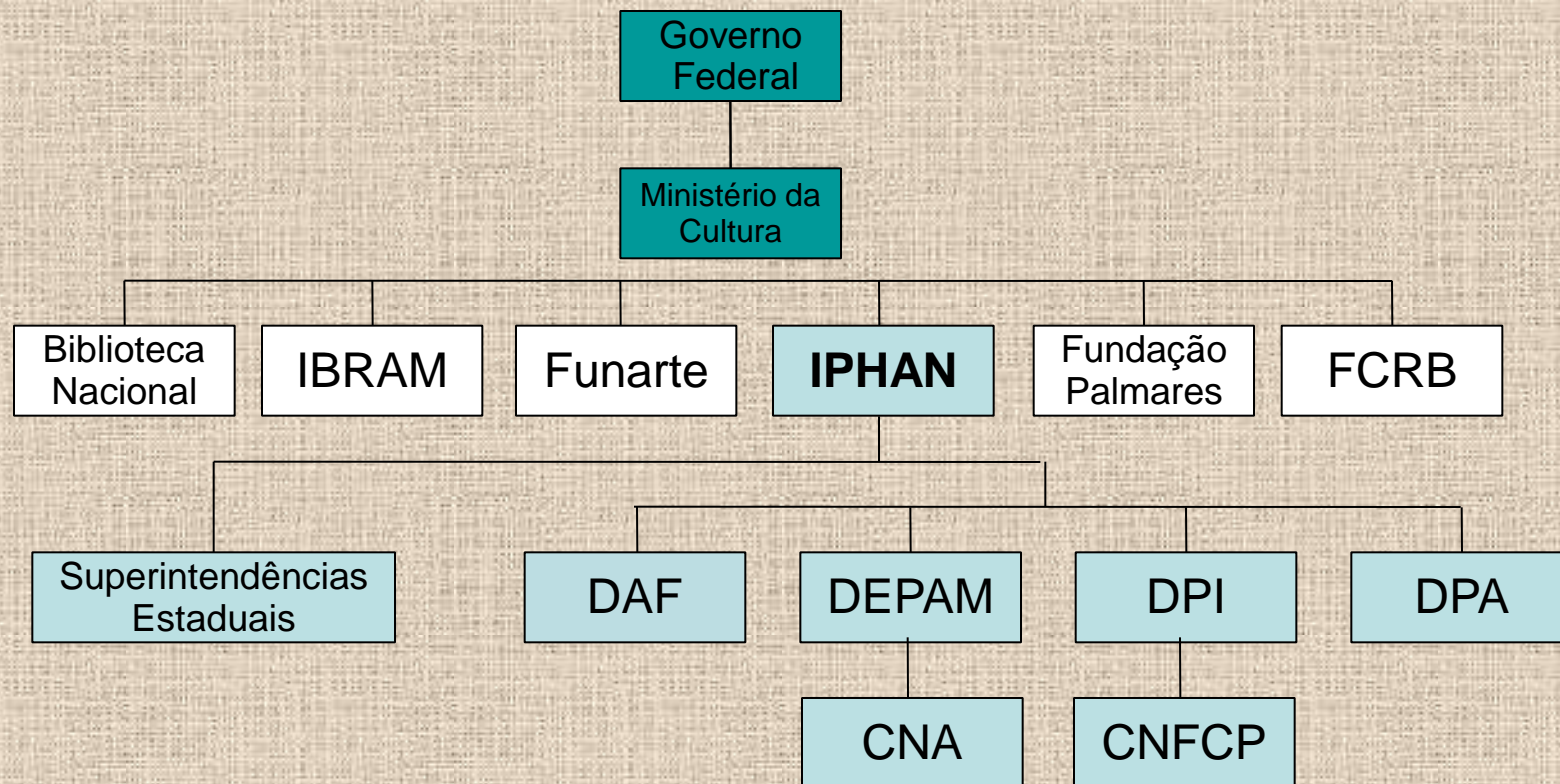 Governo
Federal
Ministério da
Cultura
Biblioteca
Nacional
IBRAM
Funarte
IPHAN
Fundação
Palmares
FCRB
Superintendências
Estaduais
DAF
DEPAM
DPI
DPA
CNA
CNFCP